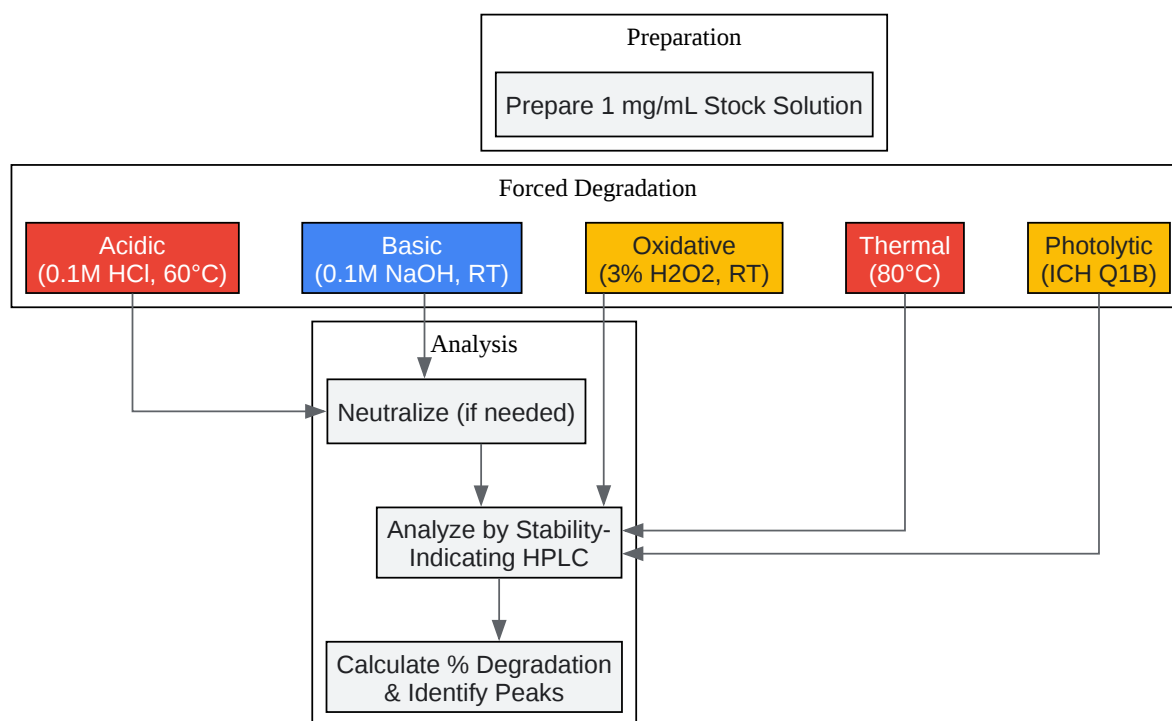 Preparation
Prepare 1 mg/mL Stock Solution
Forced Degradation
Acidic
(0.1M HCl, 60°C)
Basic
(0.1M NaOH, RT)
Oxidative
(3% H2O2, RT)
Thermal
(80°C)
Photolytic
(ICH Q1B)
Analysis
Neutralize (if needed)
Analyze by Stability-
Indicating HPLC
Calculate % Degradation
& Identify Peaks